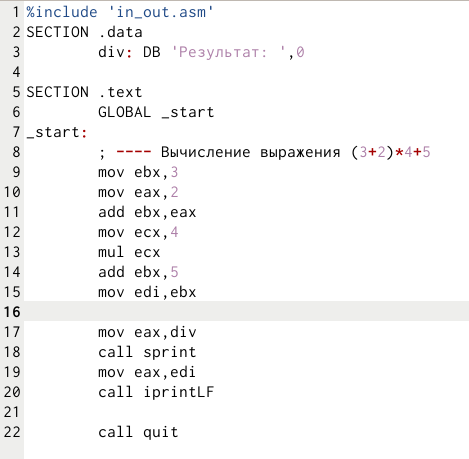 1 %include 'in_out.asm'
2 SECTION .data
3 div: DB 'Результат: ',0
4
5 SECTION .text
6 GLOBAL _start
7 _start:
8 ; ---- Вычисление выражения (3+2)*4+5
9 mov ebx,3
10 mov eax,2
11 add ebx,eax
12 mov ecx,4
13 mul ecx
14 add ebx,5
15 mov edi,ebx
16
17 mov eax,div
18 call sprint
19 mov eax,edi
20 call iprintLF
21
22 call quit